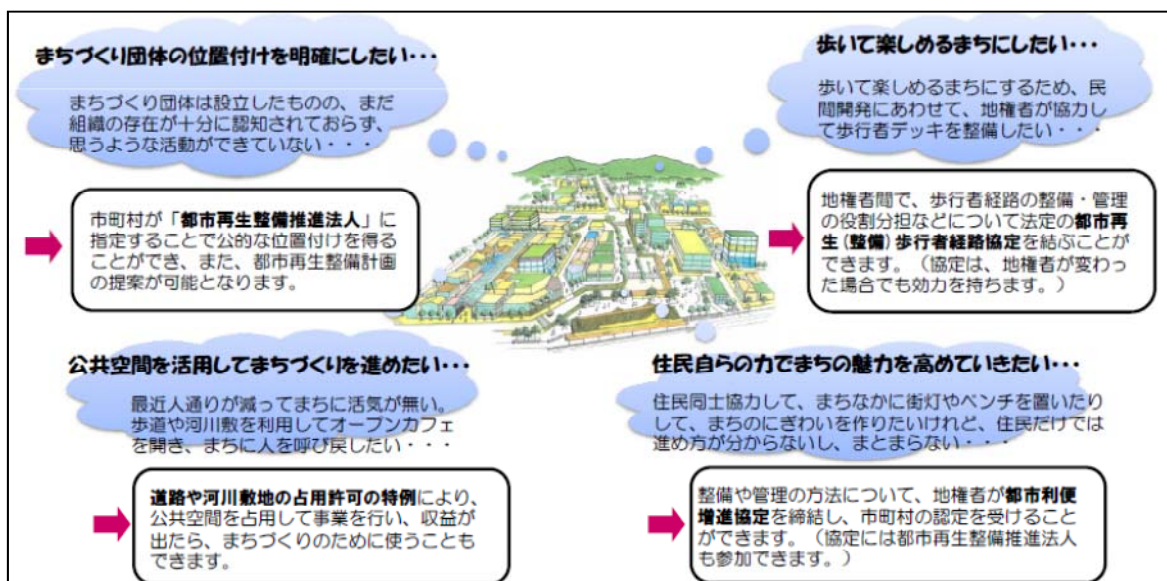 まちづくり団体の位置付けを明確にしたい・・・
まちづくり団体は設立したものの、まだ
組織の存在が十分に認知されておらず、
思うような活動ができていない・・・
市町村が「都市再生整備推進法人」に
指定することで公的な位置付けを得る
ことができ、また、都市再生整備計画
の提案が可能となります。
歩いて楽しめるまちにしたい・・・
歩いて楽しめるまちにするため、民
間開発にあわせて、地権者が協力し
て歩行者デッキを整備したい・・・
地権者間で、歩行者経路の整備・管理
の役割分担などについて法定の都市再
生(整備)歩行者経路協定を結ぶことが
できます。（協定は、地権者が変わっ
た場合でも効力を持ちます。）
公共空間を活用してまちづくりを進めたい・・・
最近人通りが減ってまちに活気が無い。
歩道や河川敷を利用してオープンカフェ
を開き、まちに人を呼び戻したい・・・
道路や河川敷地の占用許可の特例により、
公共空間を占用して事業を行い、収益が
出たら、まちづくりのために使うことも
できます。
住民自らの力でまちの魅力を高めていきたい・・・
住民同士協力して、まちなかに街灯やベンチを置いたり
して、まちのにぎわいを作りたいけれど、住民だけでは
進め方が分からないし、まとまらない・・・
整備や管理の方法について、地権者が都市利便
増進協定を締結し、市町村の認定を受けること
ができます。（協定には都市再生整備推進法人
も参加できます。）